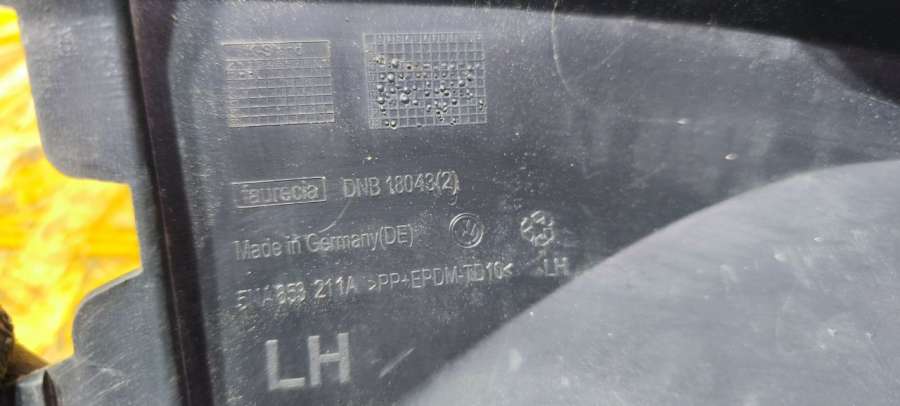 faurecia DNB 18043(2)
Made in Germany(DE)
5NA 853 211A >PP+EPDM-TD10< LH
LH